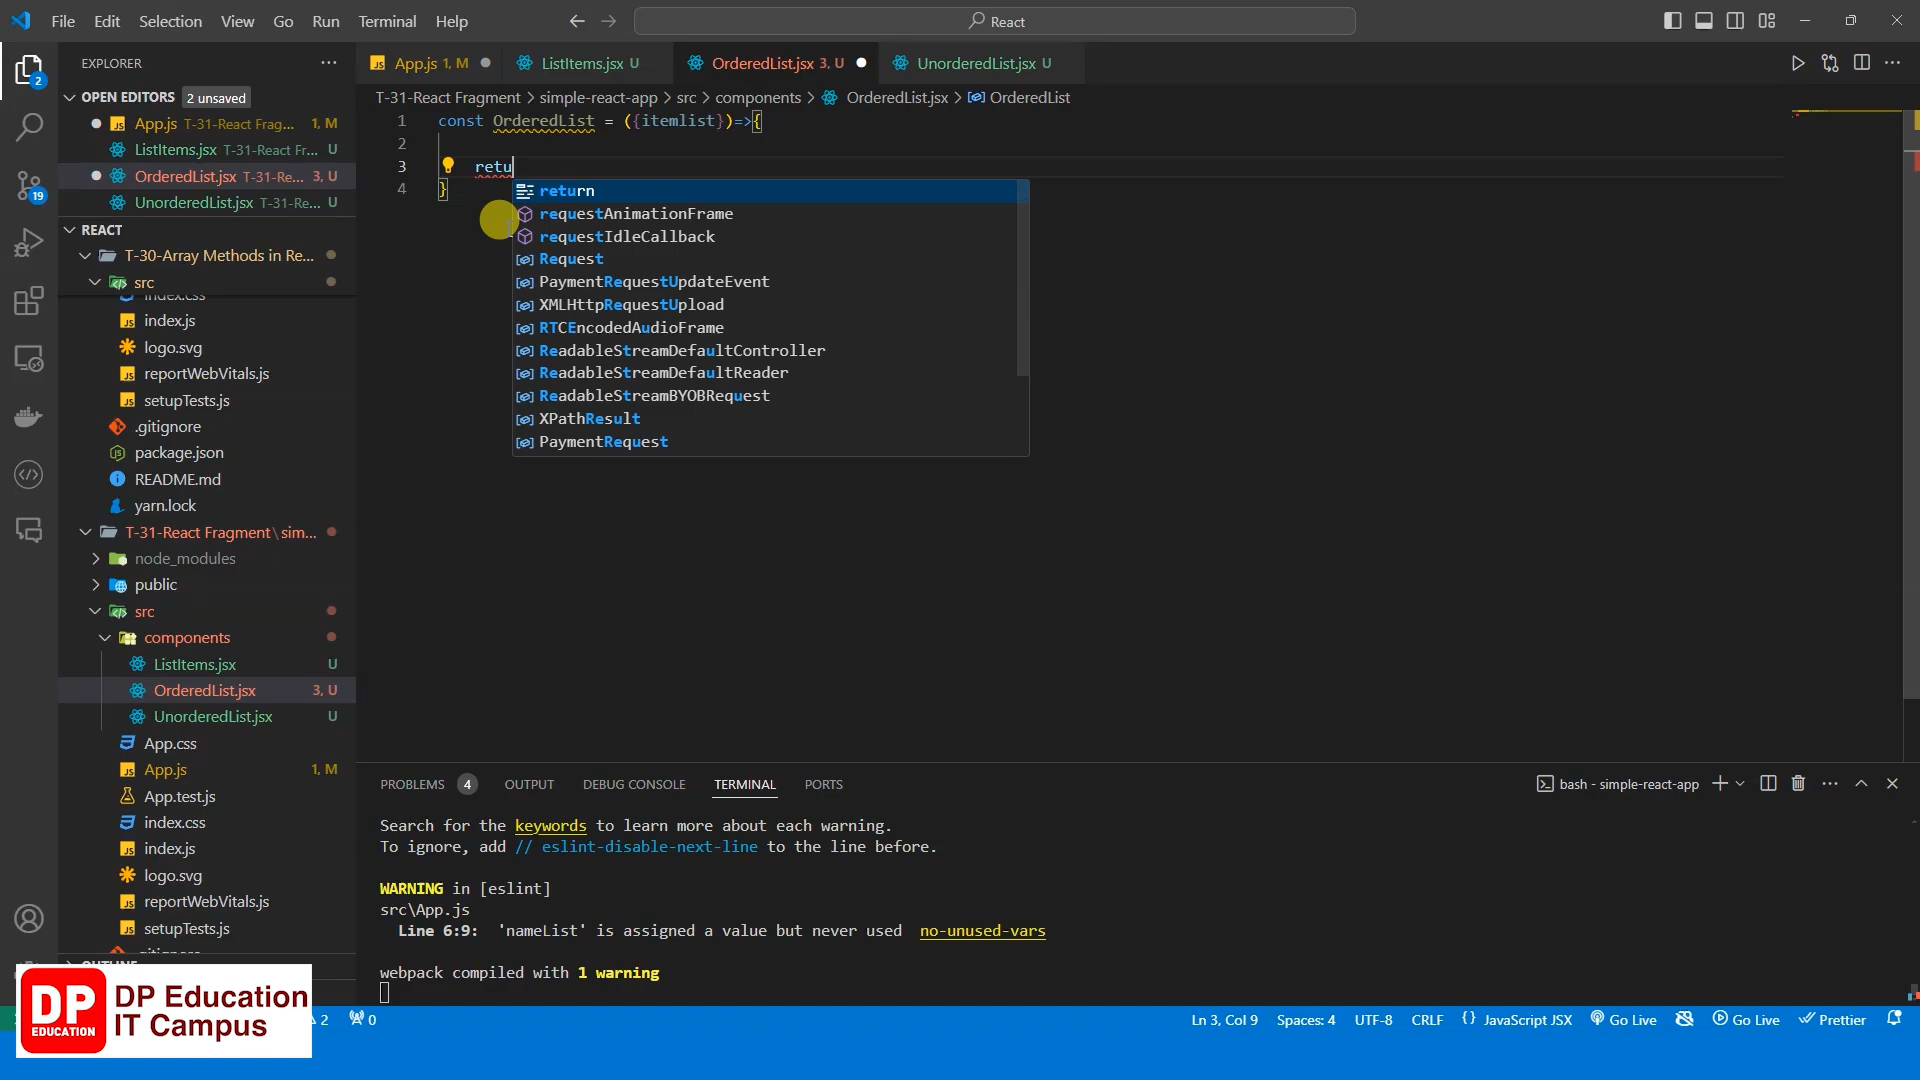 File Edit Selection View Go Run Terminal Help
React
EXPLORER
OPEN EDITORS 2 unsaved
App.js T-31-React Frag... 1, M
ListItems.jsx T-31-React Fr... U
OrderedList.jsx T-31-Re... 3, U
UnorderedList.jsx T-31-Re... U
REACT
T-30-Array Methods in Re...
src
index.css
index.js
logo.svg
reportWebVitals.js
setupTests.js
.gitignore
package.json
README.md
yarn.lock
T-31-React Fragment\sim...
node_modules
public
src
components
ListItems.jsx U
OrderedList.jsx 3, U
UnorderedList.jsx U
App.css
App.js 1, M
App.test.js
index.css
index.js
logo.svg
reportWebVitals.js
setupTests.js
.gitignore
OUTLINE
2
19
App.js 1, M
ListItems.jsx U
OrderedList.jsx 3, U
UnorderedList.jsx U
T-31-React Fragment > simple-react-app > src > components > OrderedList.jsx > OrderedList
1 const OrderedList = ({itemlist})=>{
2
3 retu
4 }
return
requestAnimationFrame
requestIdleCallback
Request
PaymentRequestUpdateEvent
XMLHttpRequestUpload
RTCEncodedAudioFrame
ReadableStreamDefaultController
ReadableStreamDefaultReader
ReadableStreamBYOBRequest
XPathResult
PaymentRequest
PROBLEMS 4 OUTPUT DEBUG CONSOLE TERMINAL PORTS
bash - simple-react-app
Search for the keywords to learn more about each warning.
To ignore, add // eslint-disable-next-line to the line before.
WARNING in [eslint]
src\App.js
Line 6:9: 'nameList' is assigned a value but never used no-unused-vars
webpack compiled with 1 warning
DP
EDUCATION
DP Education
IT Campus
2 0
Ln 3, Col 9 Spaces: 4 UTF-8 CRLF {} JavaScript JSX Go Live Go Live Prettier